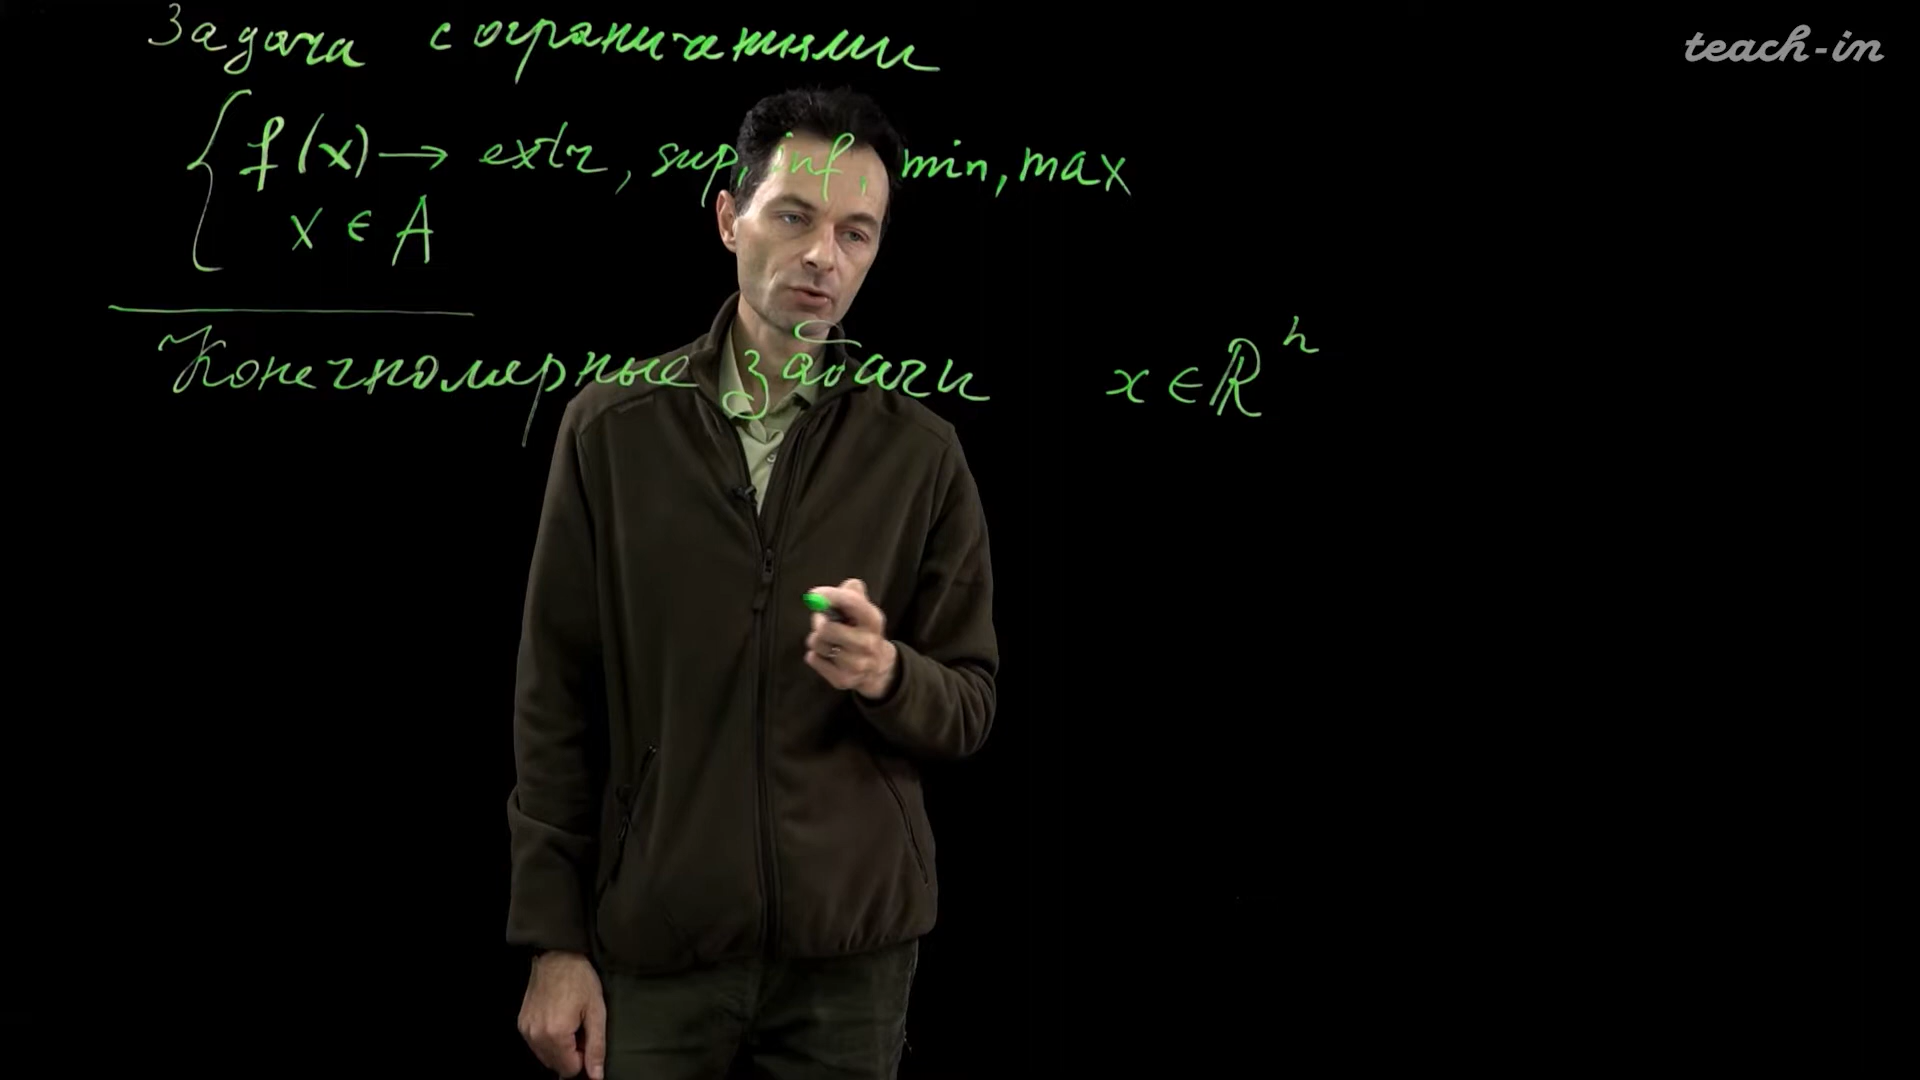 Задача с ограничениями
teach-in
f(x) → extr, sup, inf, min, max
x ∈ A
Конечномерные задачи x ∈ ℝⁿ